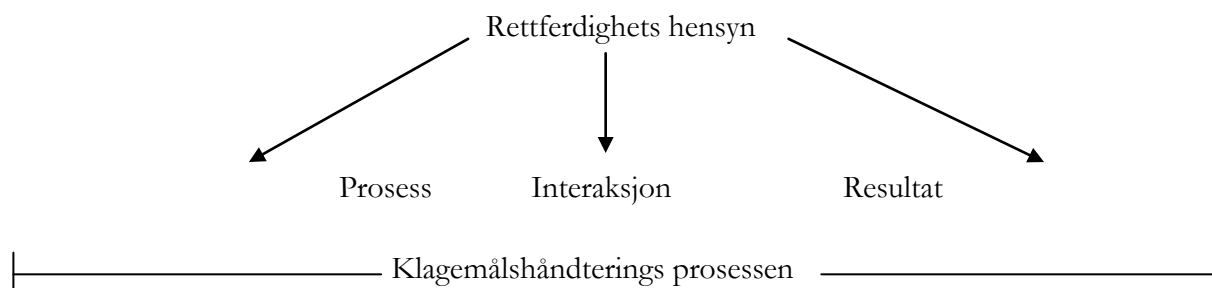 Rettferdighets hensyn
Prosess Interaksjon Resultat
Klagemålshåndterings prosessen